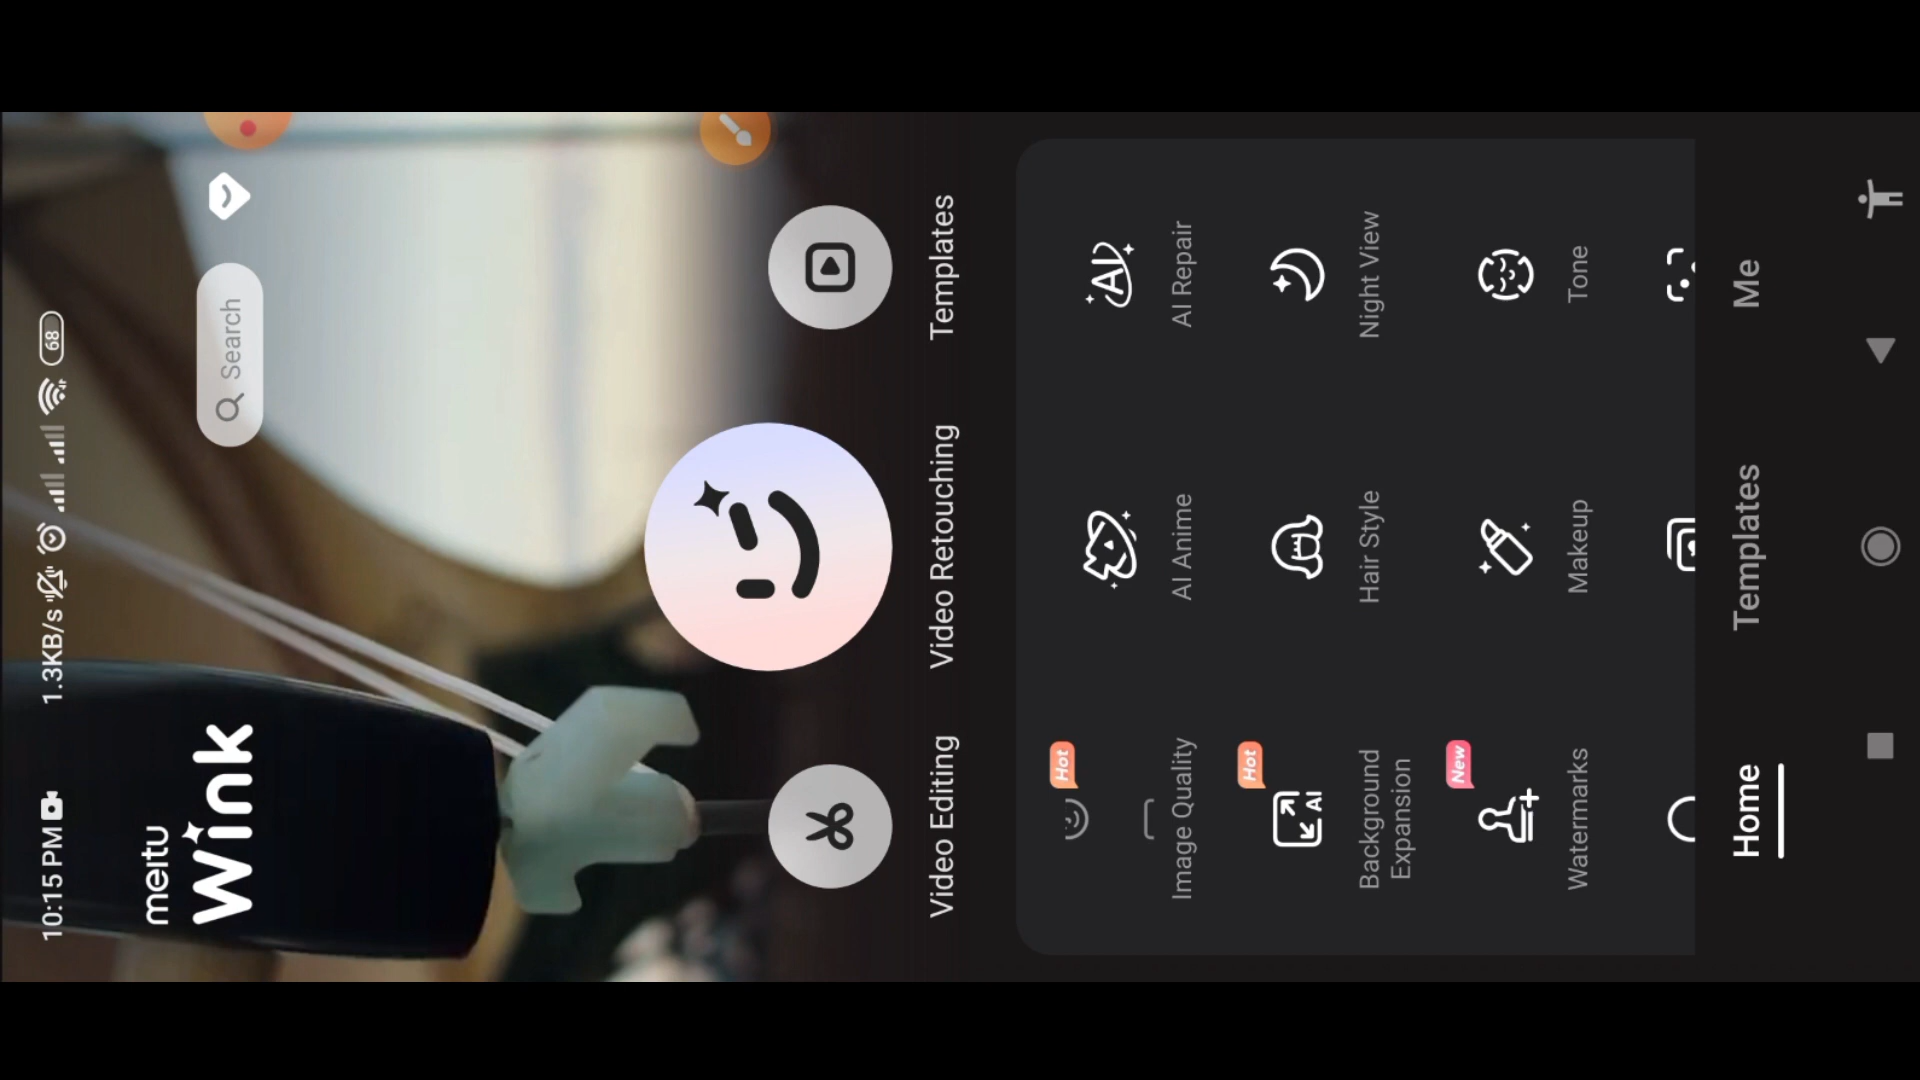 10:15 PM 1.3KB/s 68
meitu
Wink
Search
Video Editing Video Retouching Templates
Hot
Image Quality AI Anime AI Repair
Hot
AI
AI
Background
Expansion
Hair Style Night View
New
Watermarks Makeup Tone
Home Templates Me